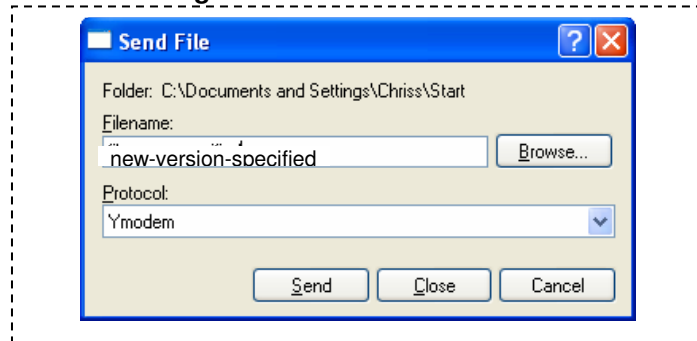 Send File
Folder: C:\Documents and Settings\Chriss\Start
Filename:
new-version-specified
Browse...
Protocol:
Ymodem
Send Close Cancel